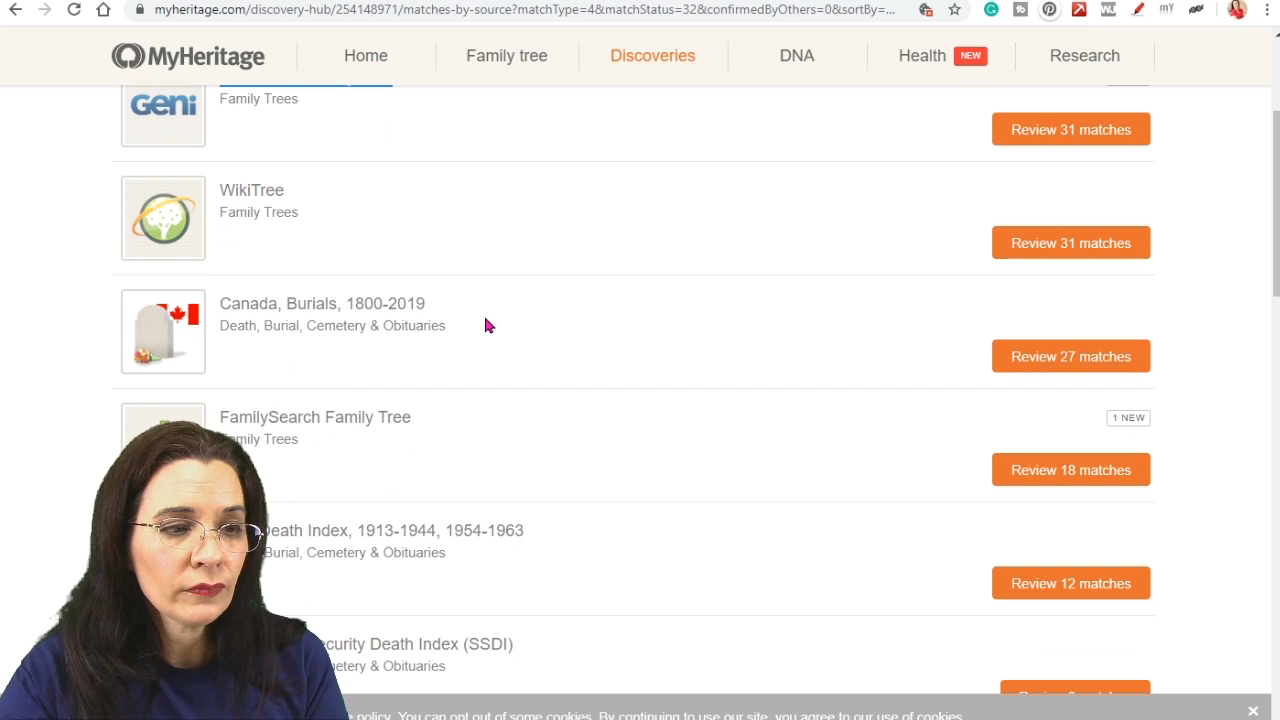 myheritage.com/discovery-hub/254148971/matches-by-source?matchType=4&matchStatus=32&confirmedByOthers=0&sortBy=...
MyHeritage
Home
Family tree
Discoveries
DNA
Health NEW
Research
Geni
Family Trees
Review 31 matches
WikiTree
Family Trees
Review 31 matches
Canada, Burials, 1800-2019
Death, Burial, Cemetery & Obituaries
Review 27 matches
FamilySearch Family Tree
1 NEW
Family Trees
Review 18 matches
Death Index, 1913-1944, 1954-1963
Burial, Cemetery & Obituaries
Review 12 matches
Death Index (SSDI)
& Obituaries
policy. You can opt out of some cookies. By continuing to use our site, you agree to our use of cookies